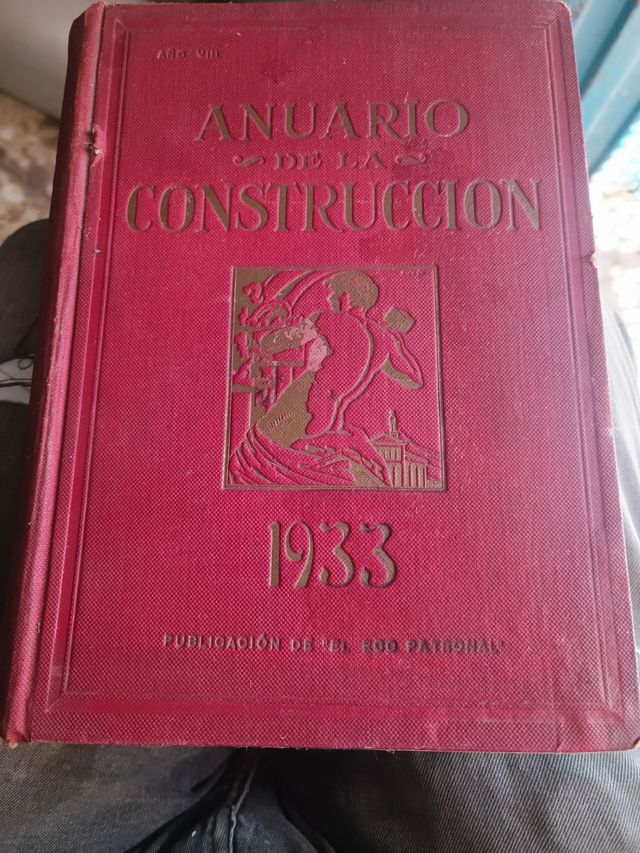 AÑO VIII
ANUARIO
DE LA
CONSTRUCCION
1933
PUBLICACIÓN DE "EL ECO PATRONAL"